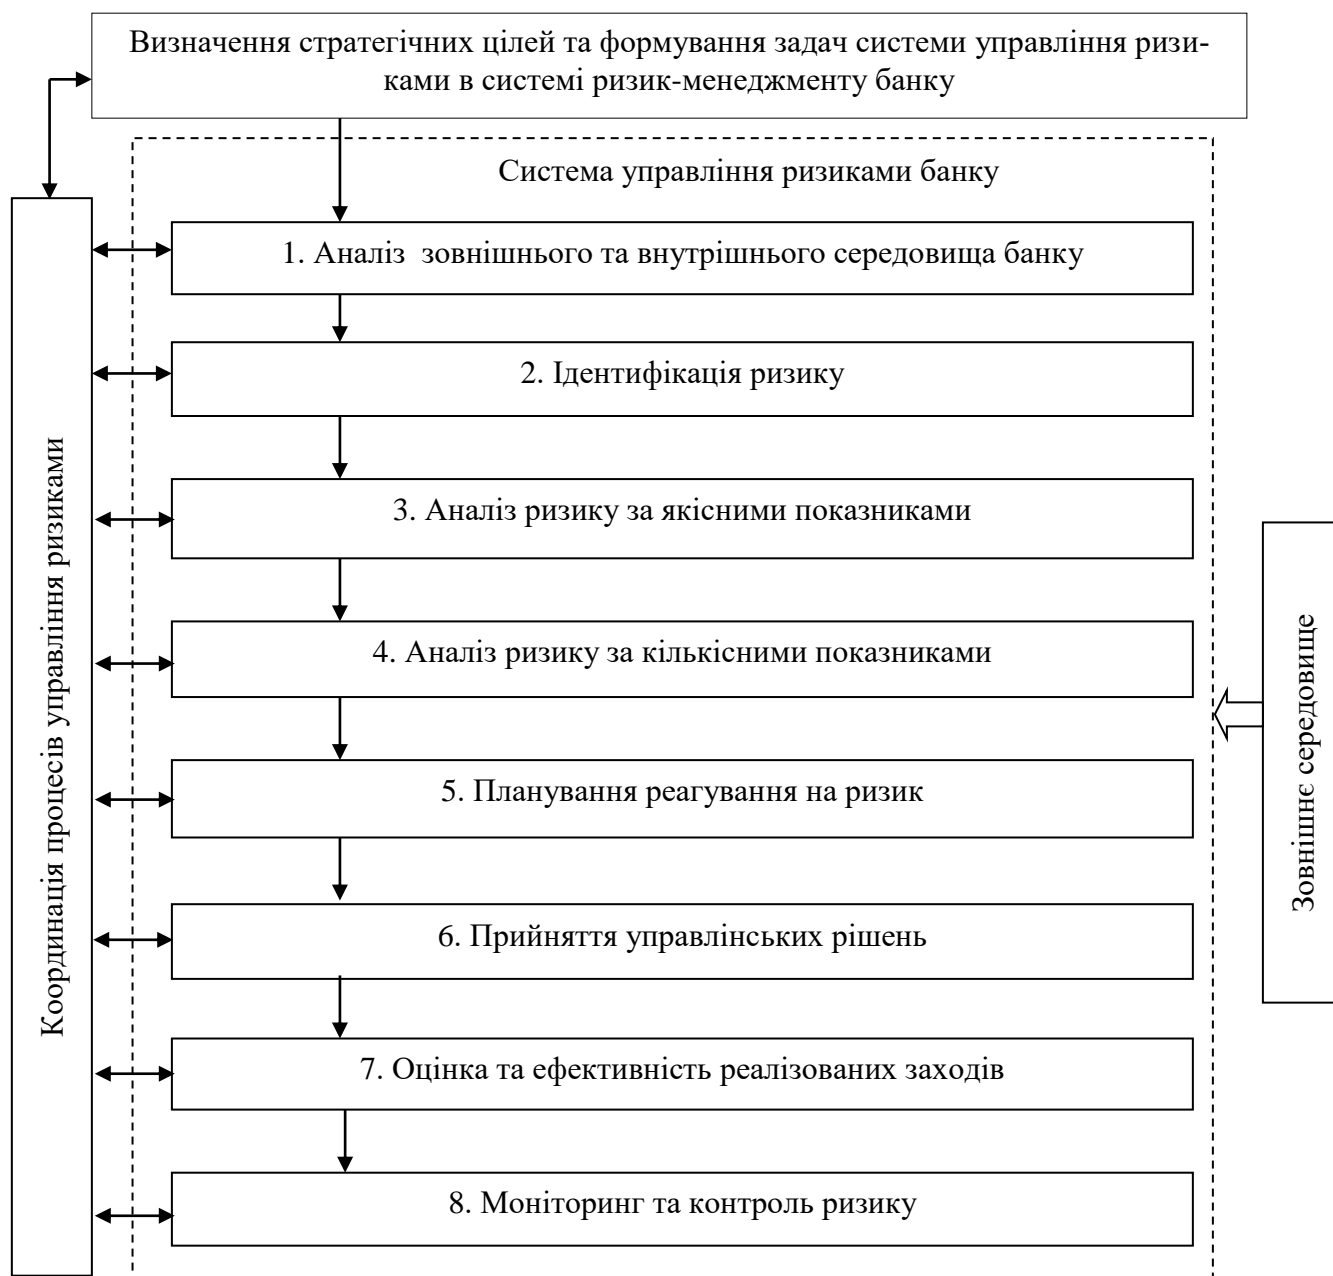 Визначення стратегічних цілей та формування задач системи управління ризи-
ками в системі ризик-менеджменту банку
Система управління ризиками банку
1. Аналіз зовнішнього та внутрішнього середовища банку
2. Ідентифікація ризику
3. Аналіз ризику за якісними показниками
4. Аналіз ризику за кількісними показниками
5. Планування реагування на ризик
6. Прийняття управлінських рішень
7. Оцінка та ефективність реалізованих заходів
8. Моніторинг та контроль ризику
Координація процесів управління ризиками
Зовнішнє середовище